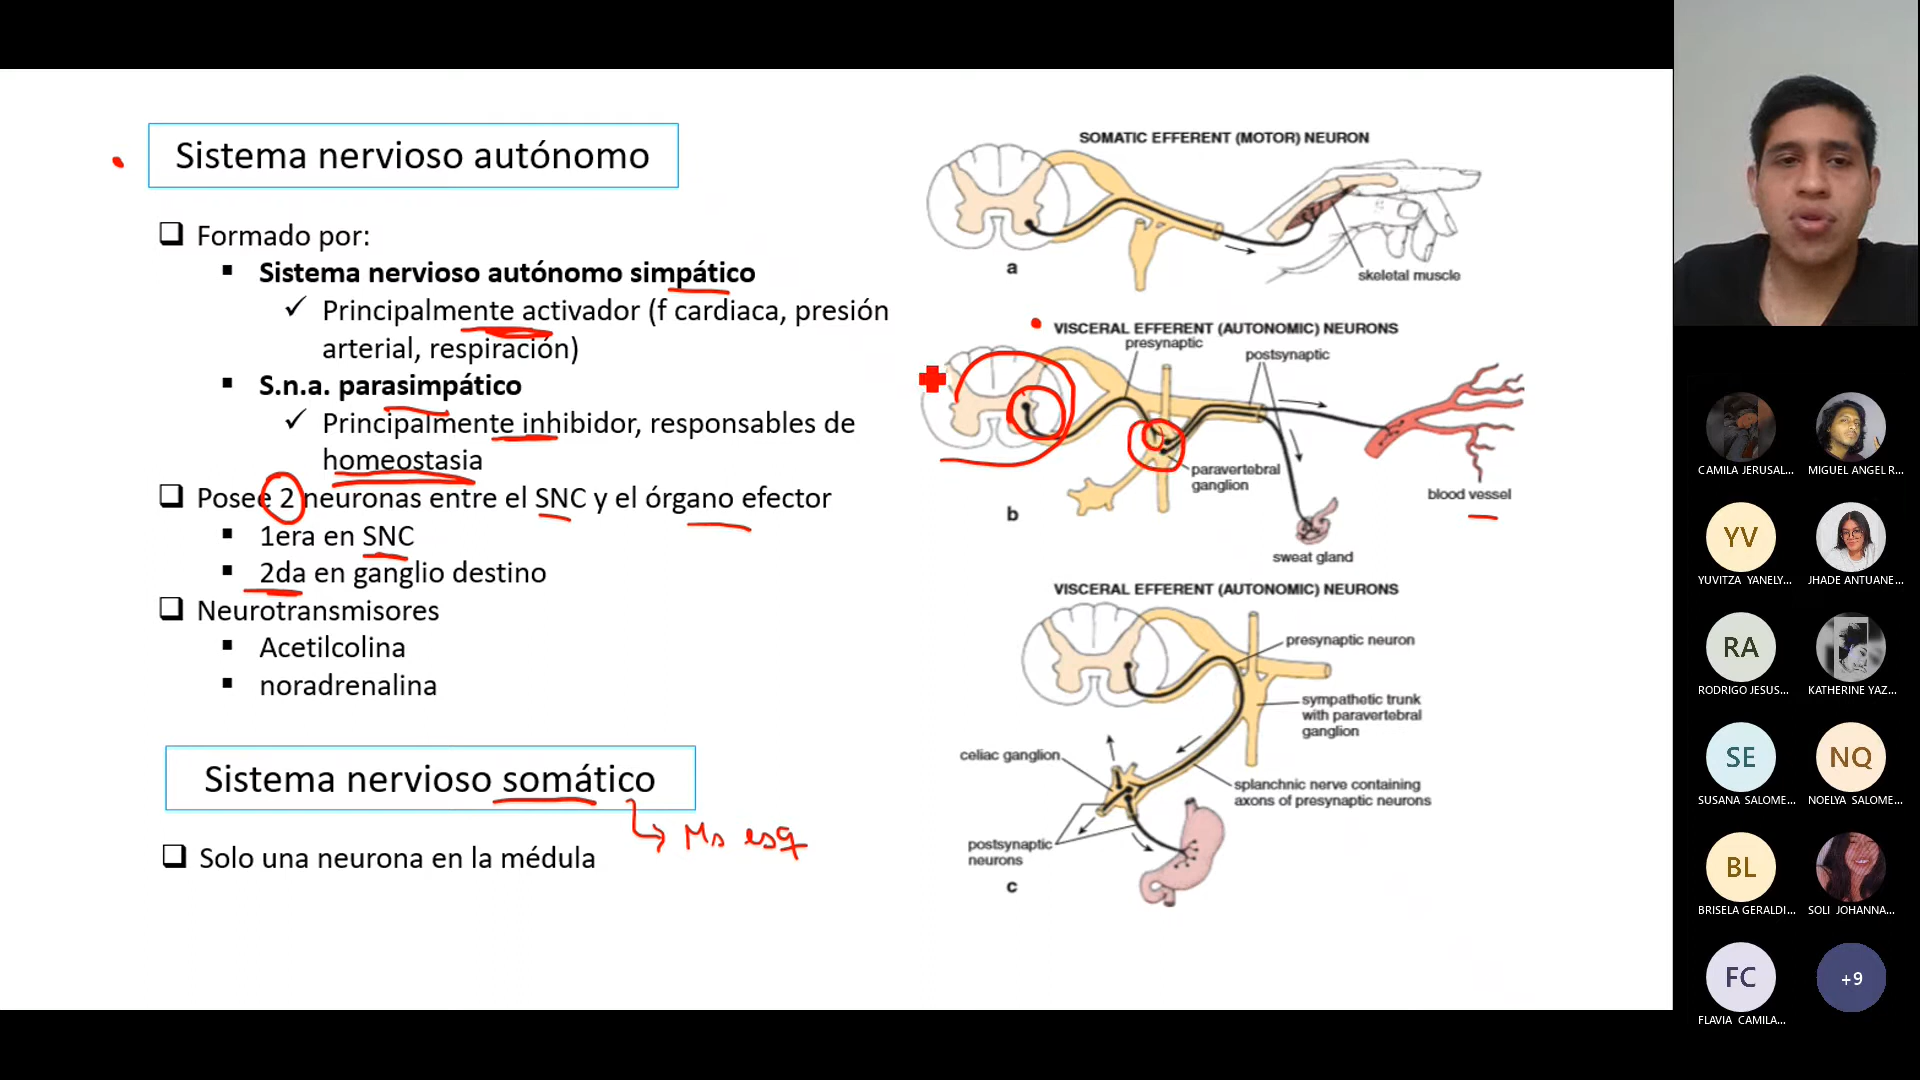 Sistema nervioso autónomo
Formado por:
Sistema nervioso autónomo simpático
Principalmente activador (f cardiaca, presión
arterial, respiración)
S.n.a. parasimpático
Principalmente inhibidor, responsables de
homeostasia
Posee 2 neuronas entre el SNC y el órgano efector
1era en SNC
2da en ganglio destino
Neurotransmisores
Acetilcolina
noradrenalina
Sistema nervioso somático
Ms esq
Solo una neurona en la médula
SOMATIC EFFERENT (MOTOR) NEURON
a
skeletal muscle
VISCERAL EFFERENT (AUTONOMIC) NEURONS
presynaptic
postsynaptic
paravertebral
ganglion
blood vessel
b
sweat gland
VISCERAL EFFERENT (AUTONOMIC) NEURONS
presynaptic neuron
sympathetic trunk
with paravertebral
ganglion
celiac ganglion
splanchnic nerve containing
axons of presynaptic neurons
postsynaptic
neurons
c
CAMILA JERUSAL...
MIGUEL ANGEL R...
YV
YUVITZA YANELY...
JHADE ANTUANE...
RA
RODRIGO JESUS...
KATHERINE YAZ...
SE
SUSANA SALOME...
NQ
NOELYA SALOME...
BL
BRISELA GERALDI...
SOLI JOHANNA...
FC
FLAVIA CAMILA...
+9